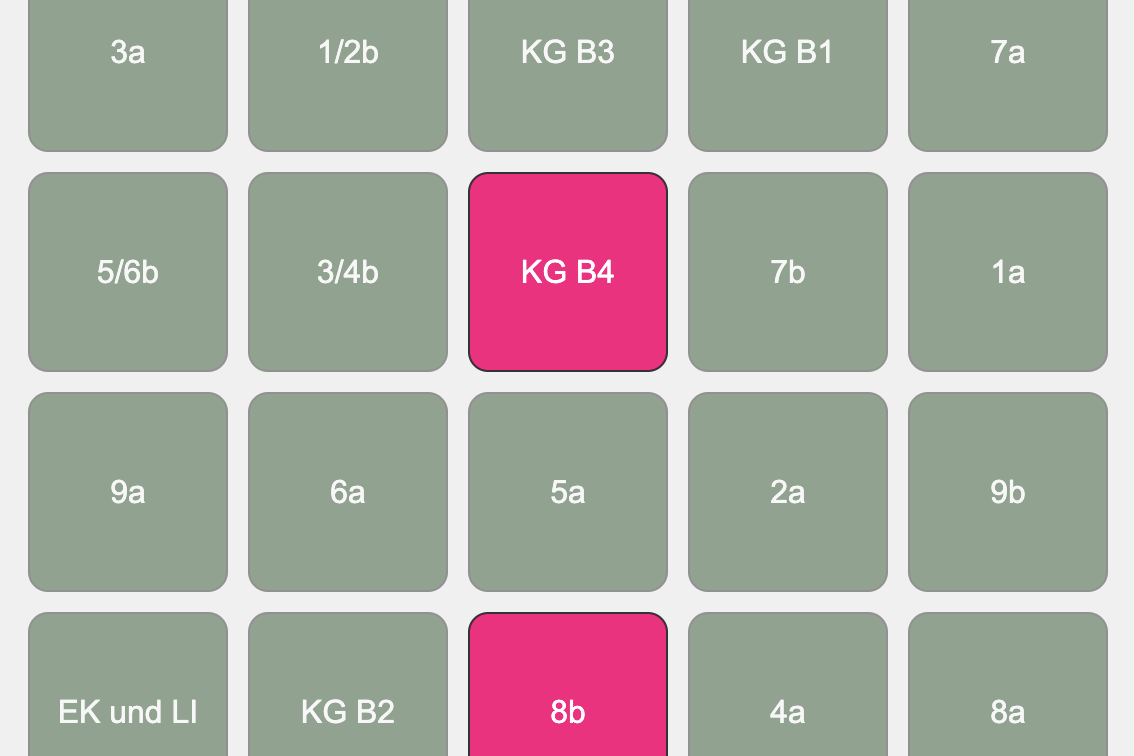 3a
1/2b
KG B3
KG B1
7a
5/6b
3/4b
KG B4
7b
1a
9a
6a
5a
2a
9b
EK und LI
KG B2
8b
4a
8a